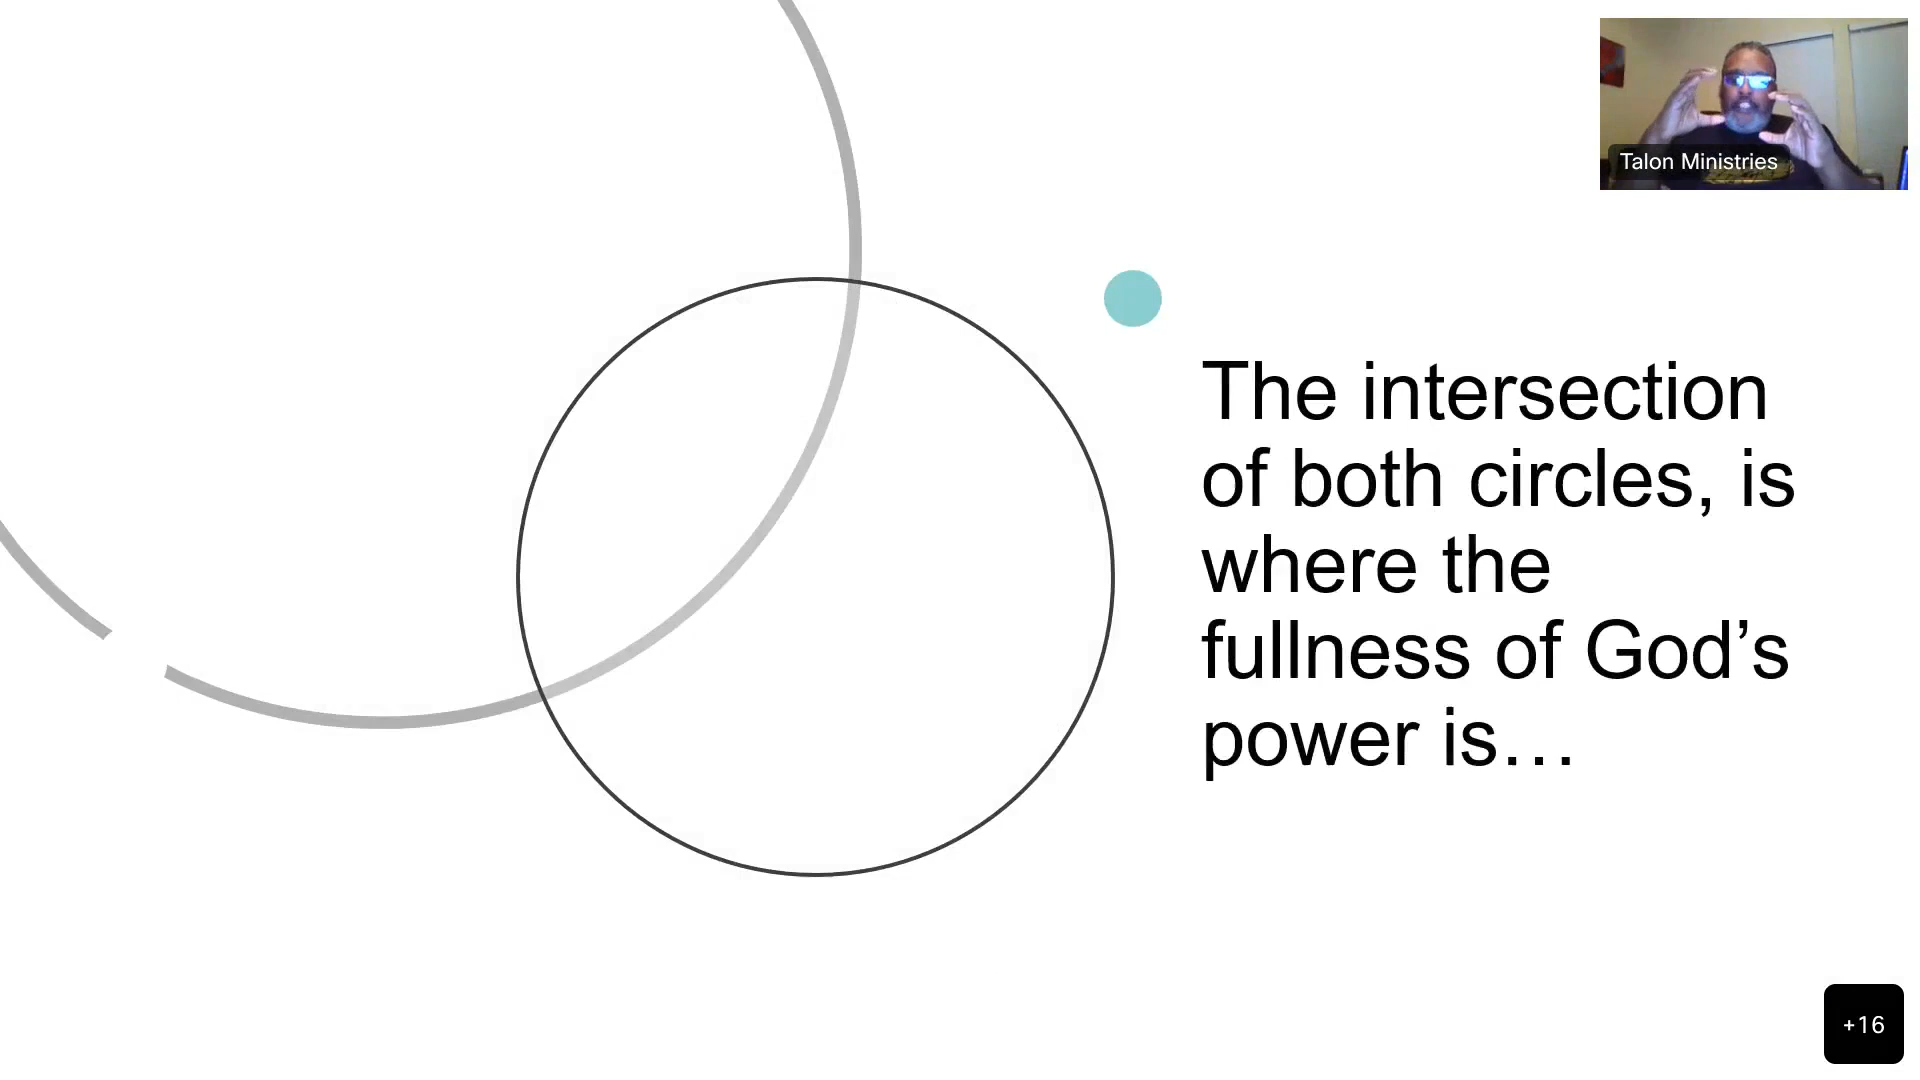 Talon Ministries
The intersection
of both circles, is
where the
fullness of God’s
power is…
+16